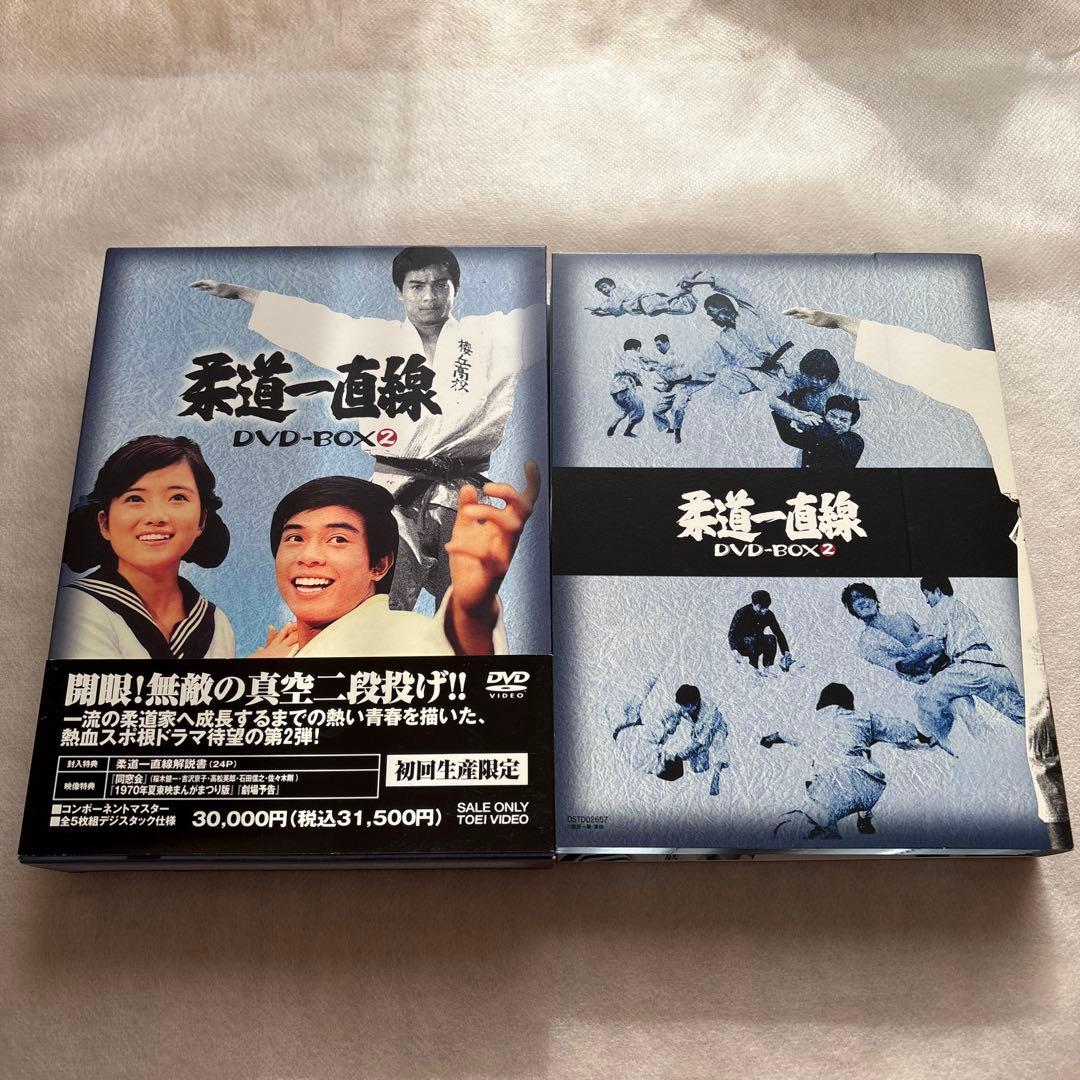 桜丘高校
柔道一直線
DVD-BOX2
開眼!無敵の真空二段投げ!!
DVD
VIDEO
一流の柔道家へ成長するまでの熱い青春を描いた、
熱血スポ根ドラマ待望の第2弾!
封入特典 柔道一直線解説書(24P)
映像特典 「同窓会」(桜木健一・吉沢京子・高松英郎・石田信之・佐々木剛)
「1970年夏東映まんがまつり版」「劇場予告」
初回生産限定
■コンポーネントマスター
■全5枚組デジスタック仕様
30,000円(税込31,500円)
SALE ONLY
TOEI VIDEO
柔道一直線
DVD-BOX2
DSTD02657